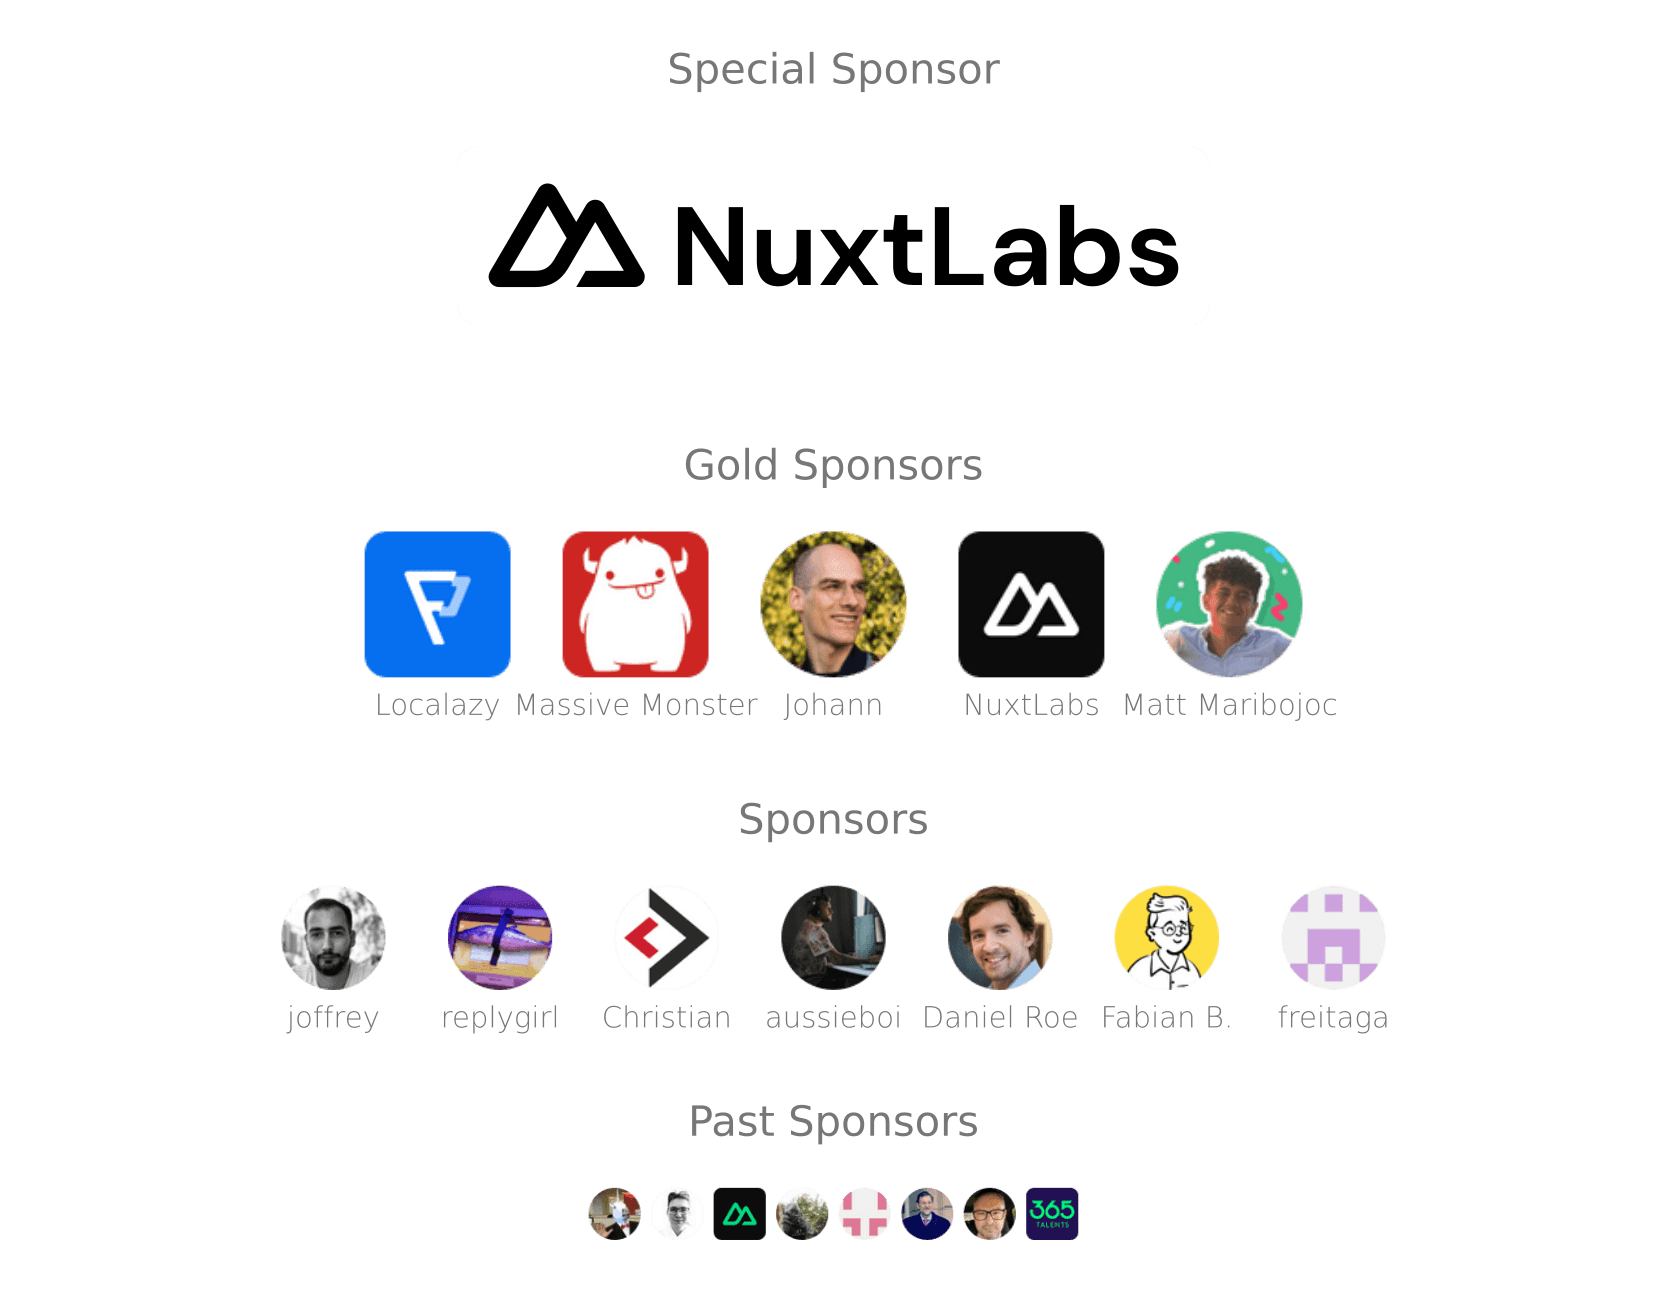 Special Sponsor
NuxtLabs
Gold Sponsors
Localazy Massive Monster Johann NuxtLabs Matt Maribojoc
Sponsors
joffrey replygirl Christian aussieboi Daniel Roe Fabian B. freitaga
Past Sponsors
365
TALENTS